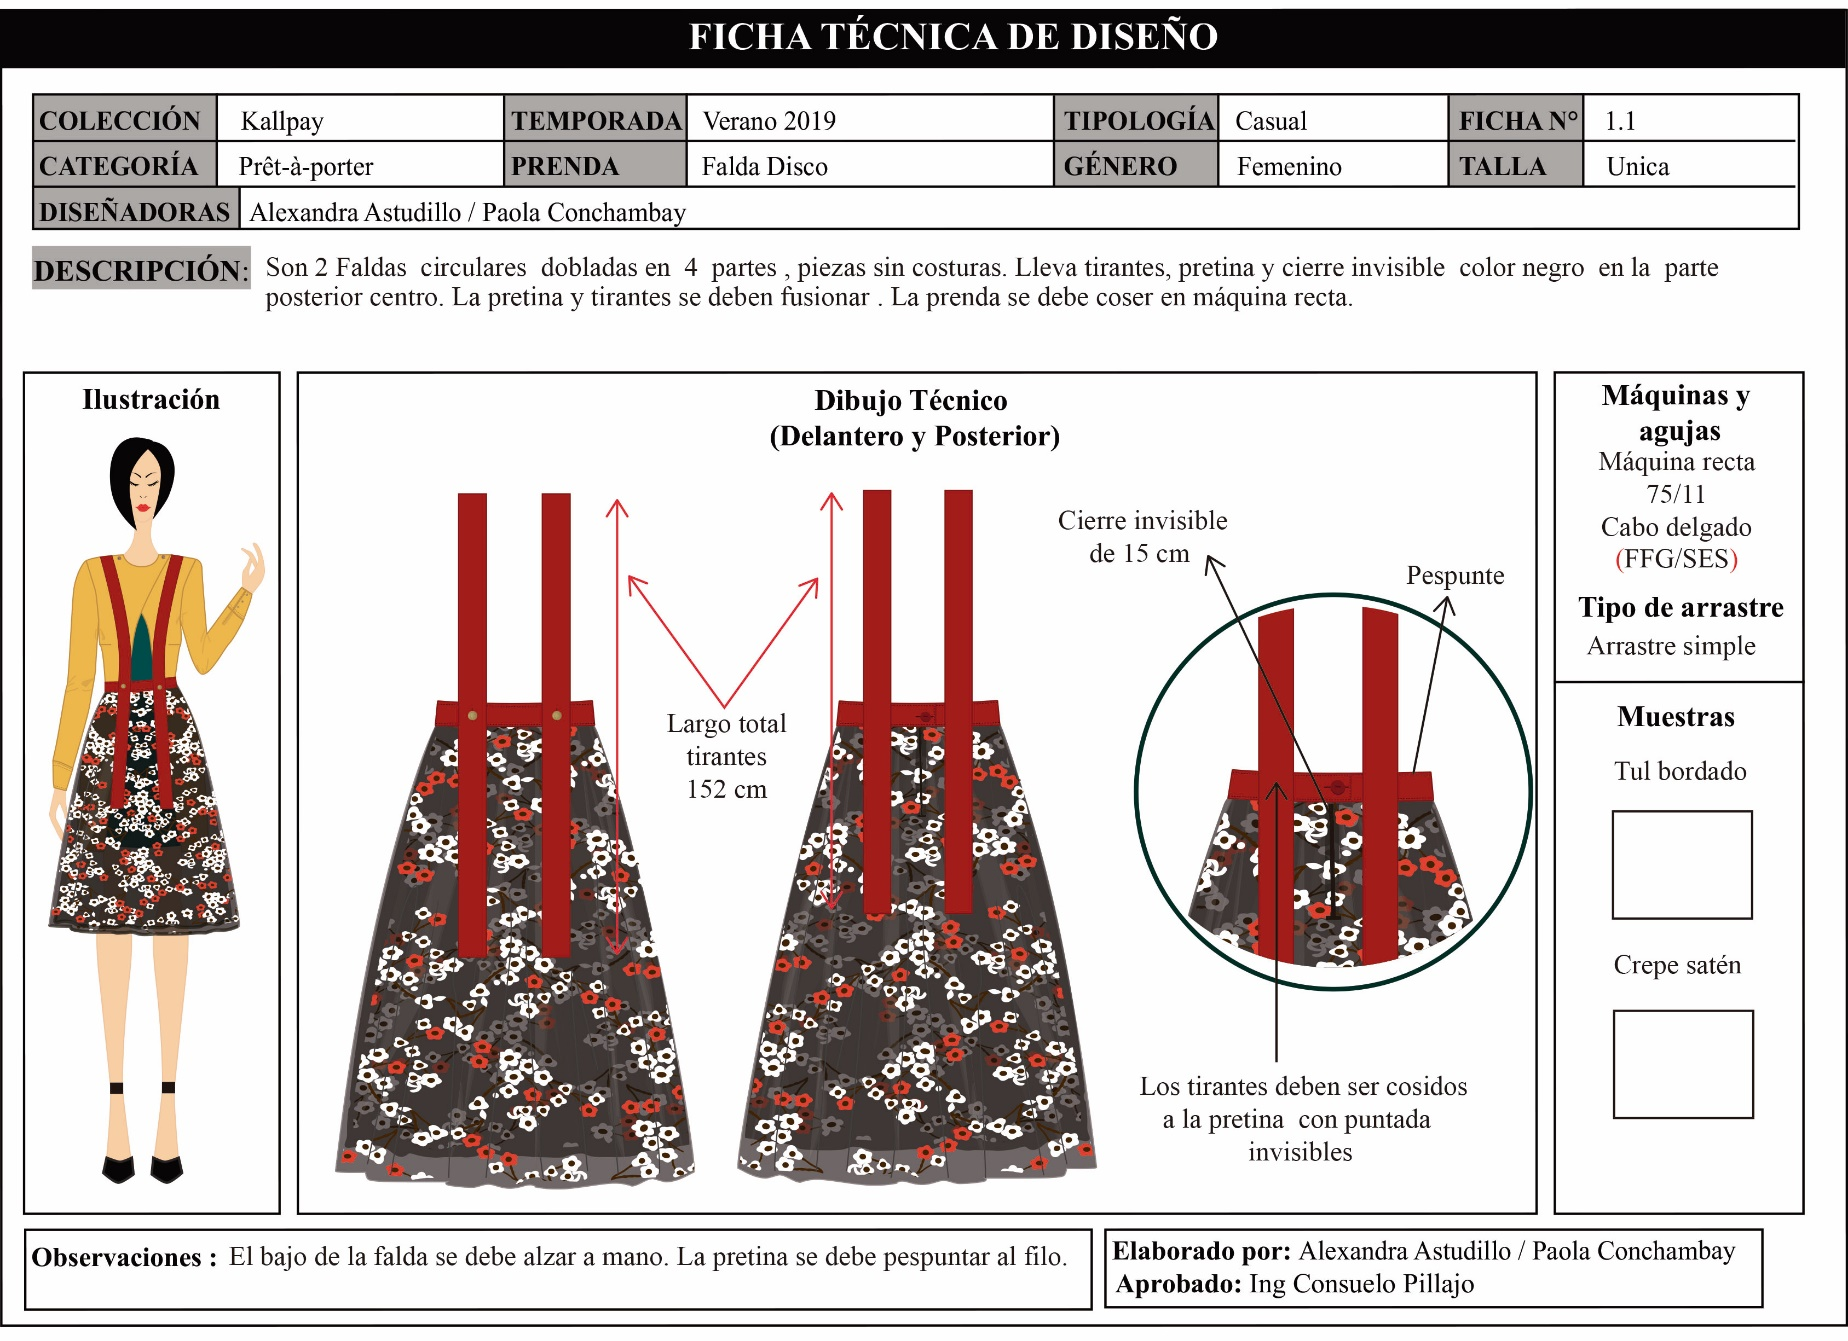 FICHA TÉCNICA DE DISEÑO
COLECCIÓN Kallpay TEMPORADA Verano 2019 TIPOLOGÍA Casual FICHA N° 1.1
CATEGORÍA Prêt-à-porter PRENDA Falda Disco GÉNERO Femenino TALLA Unica
DISEÑADORAS Alexandra Astudillo / Paola Conchambay
DESCRIPCIÓN: Son 2 Faldas circulares dobladas en 4 partes , piezas sin costuras. Lleva tirantes, pretina y cierre invisible color negro en la parte
posterior centro. La pretina y tirantes se deben fusionar . La prenda se debe coser en máquina recta.
Ilustración
Dibujo Técnico
(Delantero y Posterior)
Largo total
tirantes
152 cm
Cierre invisible
de 15 cm
Pespunte
Los tirantes deben ser cosidos
a la pretina con puntada
invisibles
Máquinas y
agujas
Máquina recta
75/11
Cabo delgado
(FFG/SES)
Tipo de arrastre
Arrastre simple
Muestras
Tul bordado
Crepe satén
Observaciones : El bajo de la falda se debe alzar a mano. La pretina se debe pespuntar al filo.
Elaborado por: Alexandra Astudillo / Paola Conchambay
Aprobado: Ing Consuelo Pillajo